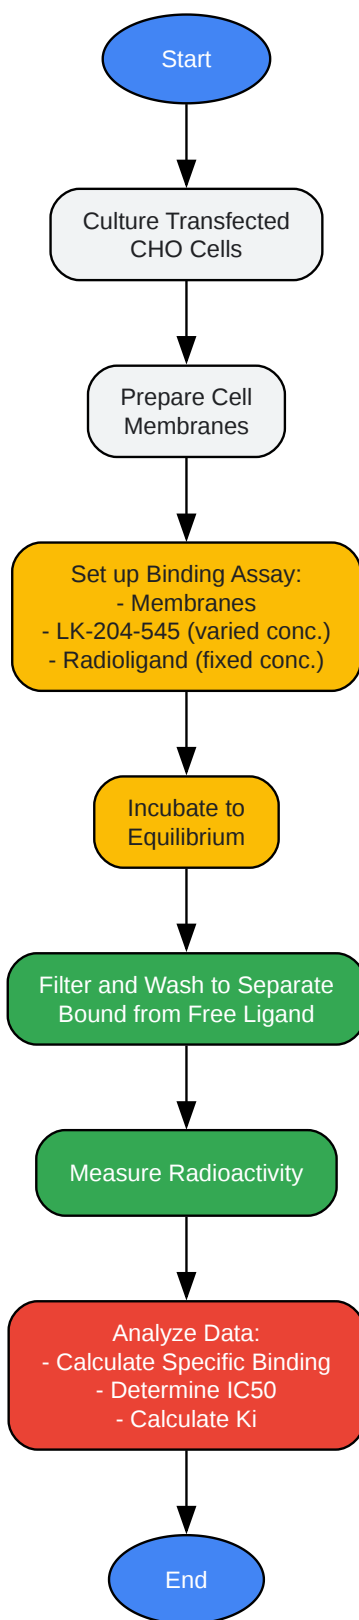 Start
Culture Transfected
CHO Cells
Prepare Cell
Membranes
Set up Binding Assay:
- Membranes
- LK-204-545 (varied conc.)
- Radioligand (fixed conc.)
Incubate to
Equilibrium
Filter and Wash to Separate
Bound from Free Ligand
Measure Radioactivity
Analyze Data:
- Calculate Specific Binding
- Determine IC50
- Calculate Ki
End